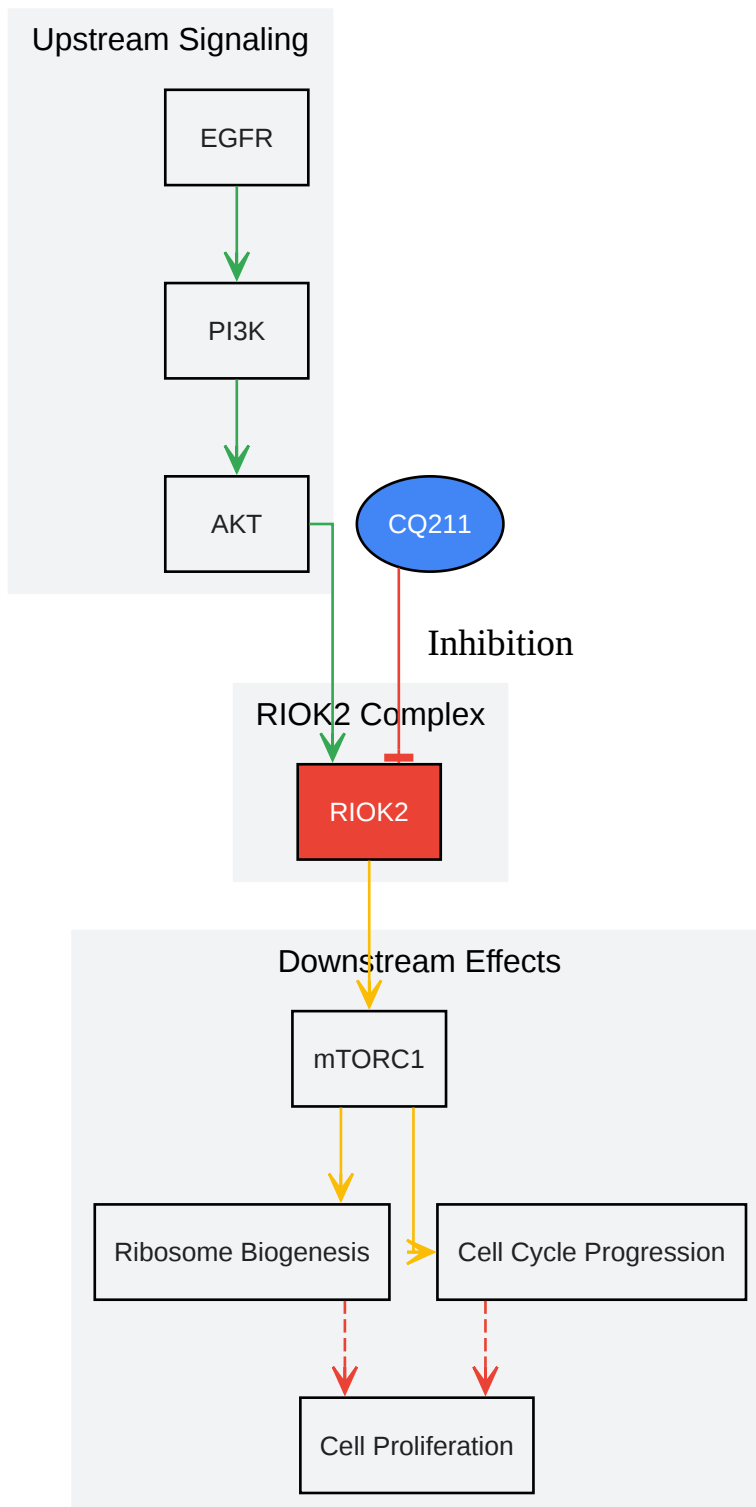 Upstream Signaling
EGFR
PI3K
AKT
CQ211
Inhibition
RIOK2 Complex
RIOK2
Downstream Effects
mTORC1
Ribosome Biogenesis
Cell Cycle Progression
Cell Proliferation